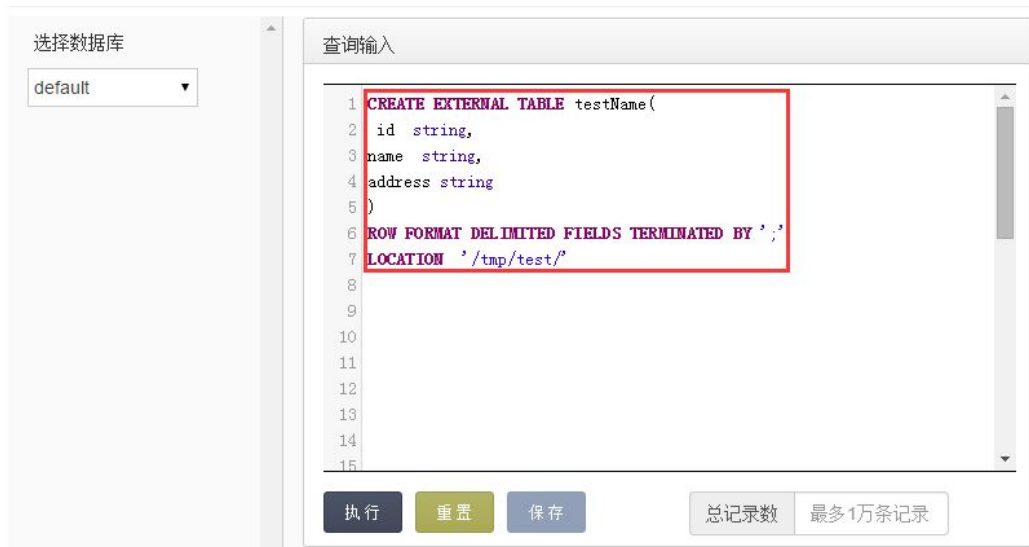 选择数据库
default
查询输入
1 CREATE EXTERNAL TABLE testName(
2 id string,
3 name string,
4 address string
5 )
6 ROW FORMAT DELIMITED FIELDS TERMINATED BY ';'
7 LOCATION '/tmp/test/'
8
9
10
11
12
13
14
15
执行 重置 保存 总记录数 最多1万条记录